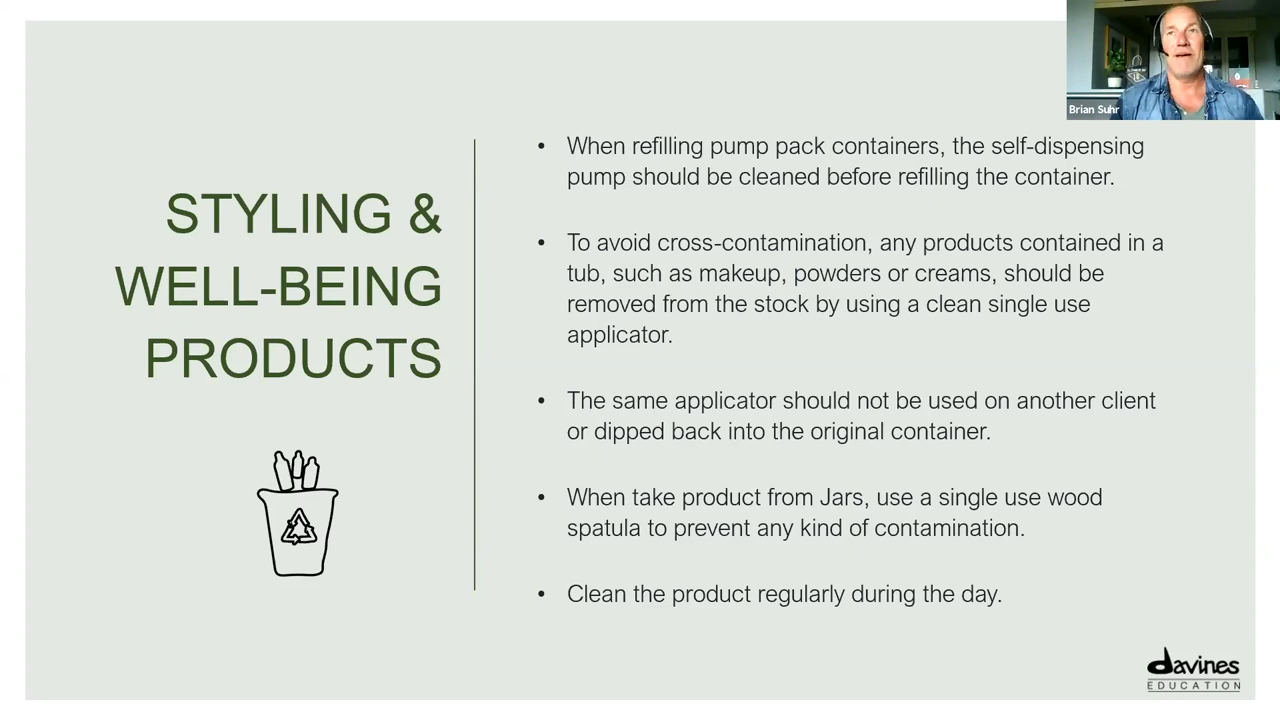 STYLING &
WELL-BEING
PRODUCTS
• When refilling pump pack containers, the self-dispensing
pump should be cleaned before refilling the container.
• To avoid cross-contamination, any products contained in a
tub, such as makeup, powders or creams, should be
removed from the stock by using a clean single use
applicator.
• The same applicator should not be used on another client
or dipped back into the original container.
• When take product from Jars, use a single use wood
spatula to prevent any kind of contamination.
• Clean the product regularly during the day.
Brian Suhr
davines
EDUCATION